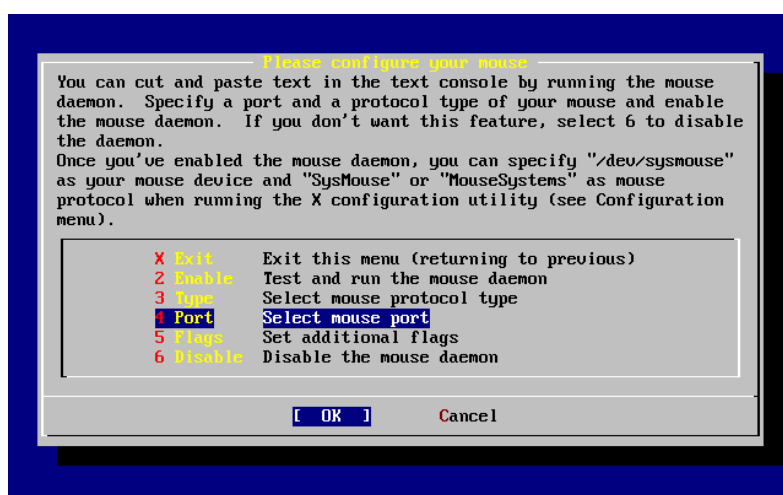 Please configure your mouse
You can cut and paste text in the text console by running the mouse
daemon.  Specify a port and a protocol type of your mouse and enable
the mouse daemon.  If you don't want this feature, select 6 to disable
the daemon.
Once you've enabled the mouse daemon, you can specify "/dev/sysmouse"
as your mouse device and "SysMouse" or "MouseSystems" as mouse
protocol when running the X configuration utility (see Configuration
menu).
X Exit Exit this menu (returning to previous)
2 Enable Test and run the mouse daemon
3 Type Select mouse protocol type
4 Port Select mouse port
5 Flags Set additional flags
6 Disable Disable the mouse daemon
[ OK ] Cancel